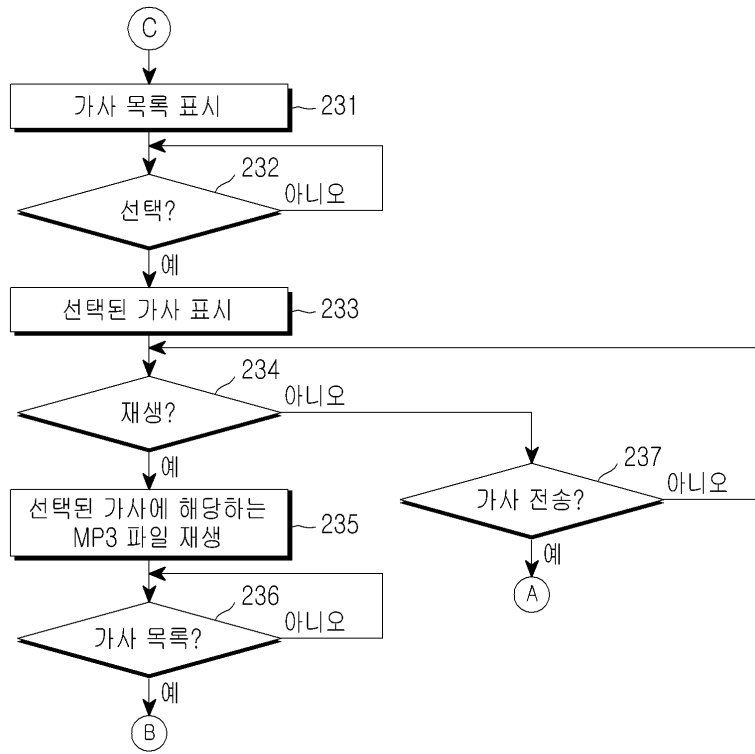 C
가사 목록 표시
231
232
선택?
아니오
예
선택된 가사 표시
233
234
재생?
아니오
예
237
가사 전송?
아니오
예
A
선택된 가사에 해당하는
MP3 파일 재생
235
236
가사 목록?
아니오
예
B